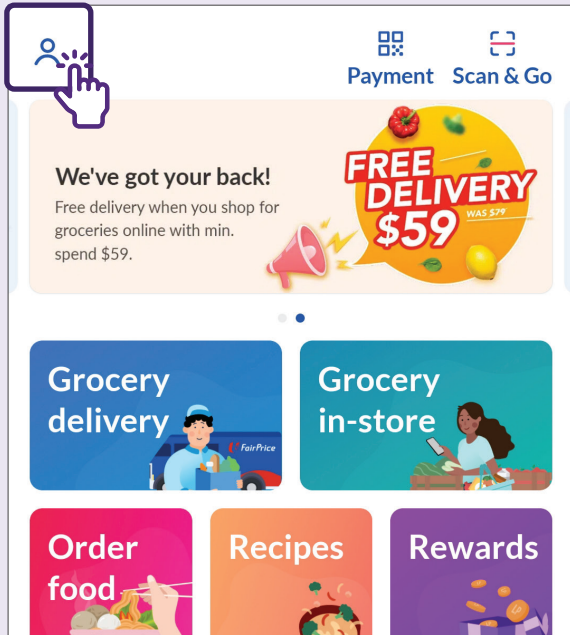 Payment Scan & Go
We've got your back!
Free delivery when you shop for
groceries online with min.
spend $59.
FREE
DELIVERY
$59 WAS $79
Grocery
delivery
FairPrice
Grocery
in-store
Order
food
Recipes
Rewards